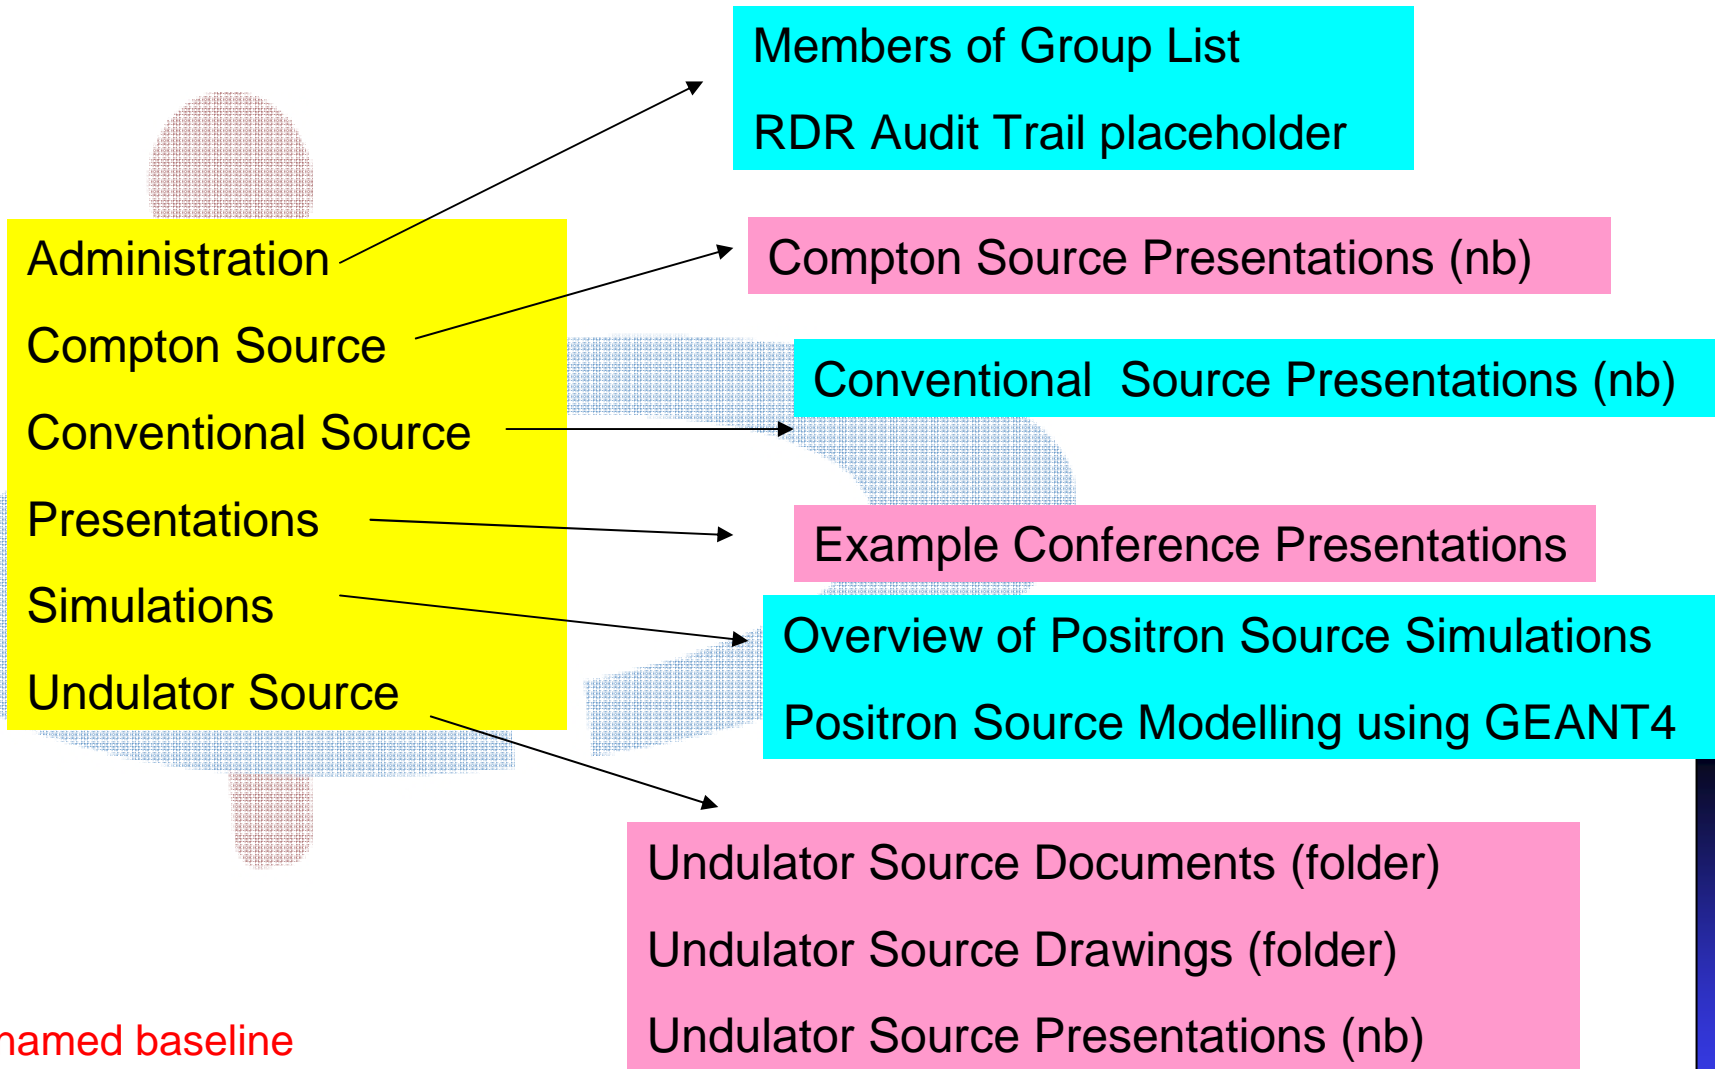 Members of Group List
RDR Audit Trail placeholder
Administration
Compton Source Presentations (nb)
Compton Source
Conventional  Source Presentations (nb)
Conventional Source
Presentations
Example Conference Presentations
Simulations
Overview of Positron Source Simulations
Undulator Source
Positron Source Modelling using GEANT4
Undulator Source Documents (folder)
Undulator Source Drawings (folder)
Undulator Source Presentations (nb)
named baseline